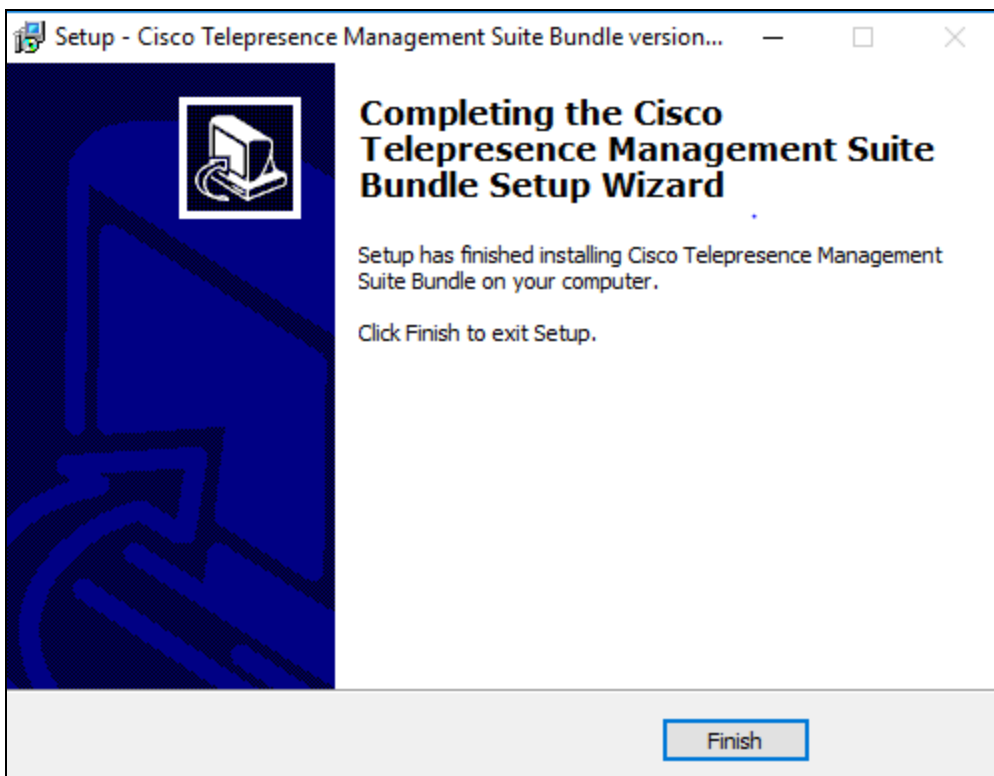 Setup - Cisco Telepresence Management Suite Bundle version...
Completing the Cisco
Telepresence Management Suite
Bundle Setup Wizard
Setup has finished installing Cisco Telepresence Management
Suite Bundle on your computer.
Click Finish to exit Setup.
Finish